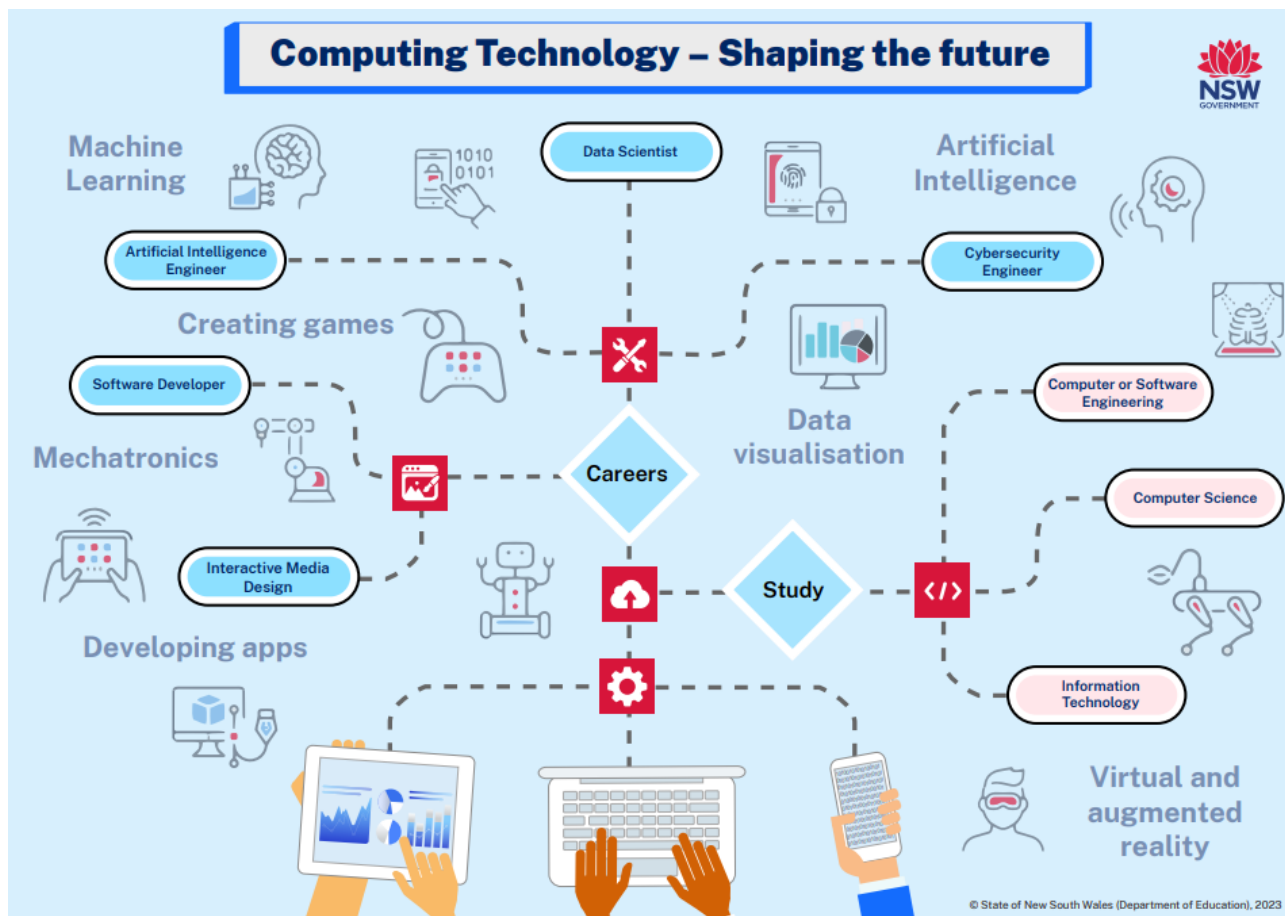 Computing Technology – Shaping the future
NSW
GOVERNMENT
Machine
Learning
1010
0101
Data Scientist
Artificial
Intelligence
Artificial Intelligence
Engineer
Cybersecurity
Engineer
Creating games
Software Developer
Computer or Software
Engineering
Data
visualisation
Mechatronics
Careers
Computer Science
Interactive Media
Design
Study
</>
Developing apps
Information
Technology
Virtual and
augmented
reality
© State of New South Wales (Department of Education), 2023